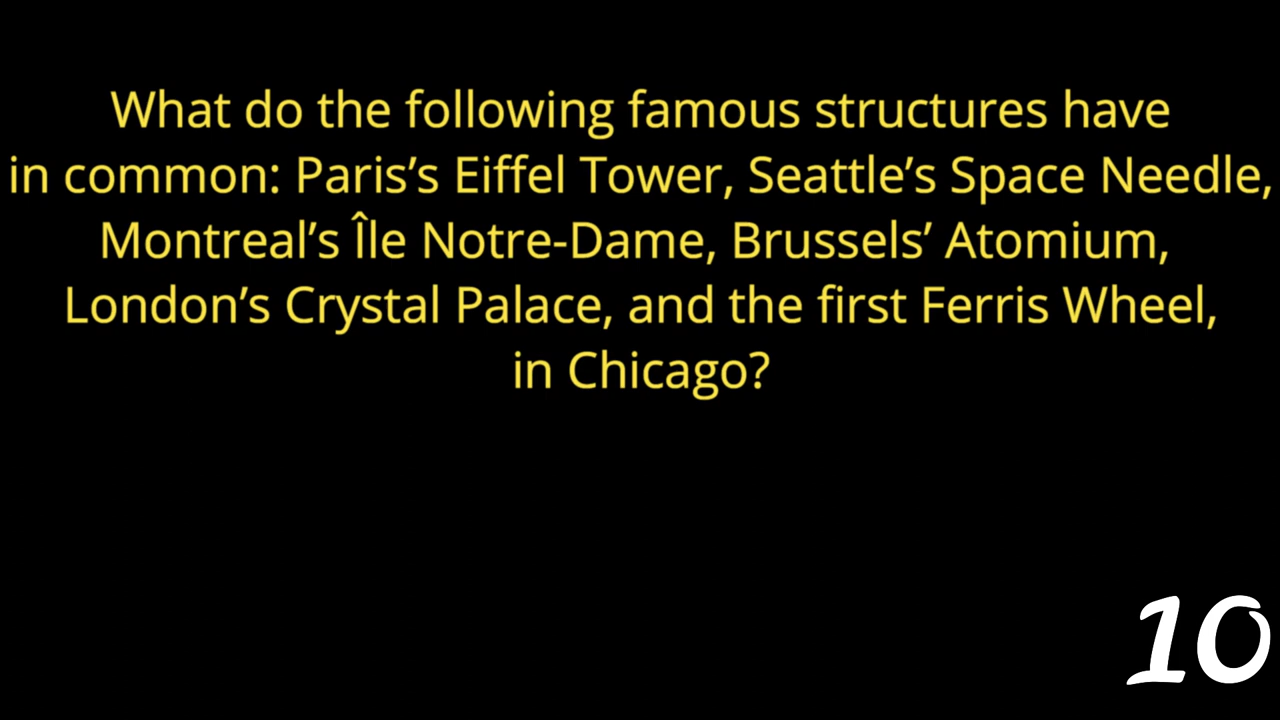 What do the following famous structures have
in common: Paris’s Eiffel Tower, Seattle’s Space Needle,
Montreal’s Île Notre-Dame, Brussels’ Atomium,
London’s Crystal Palace, and the first Ferris Wheel,
in Chicago?
10